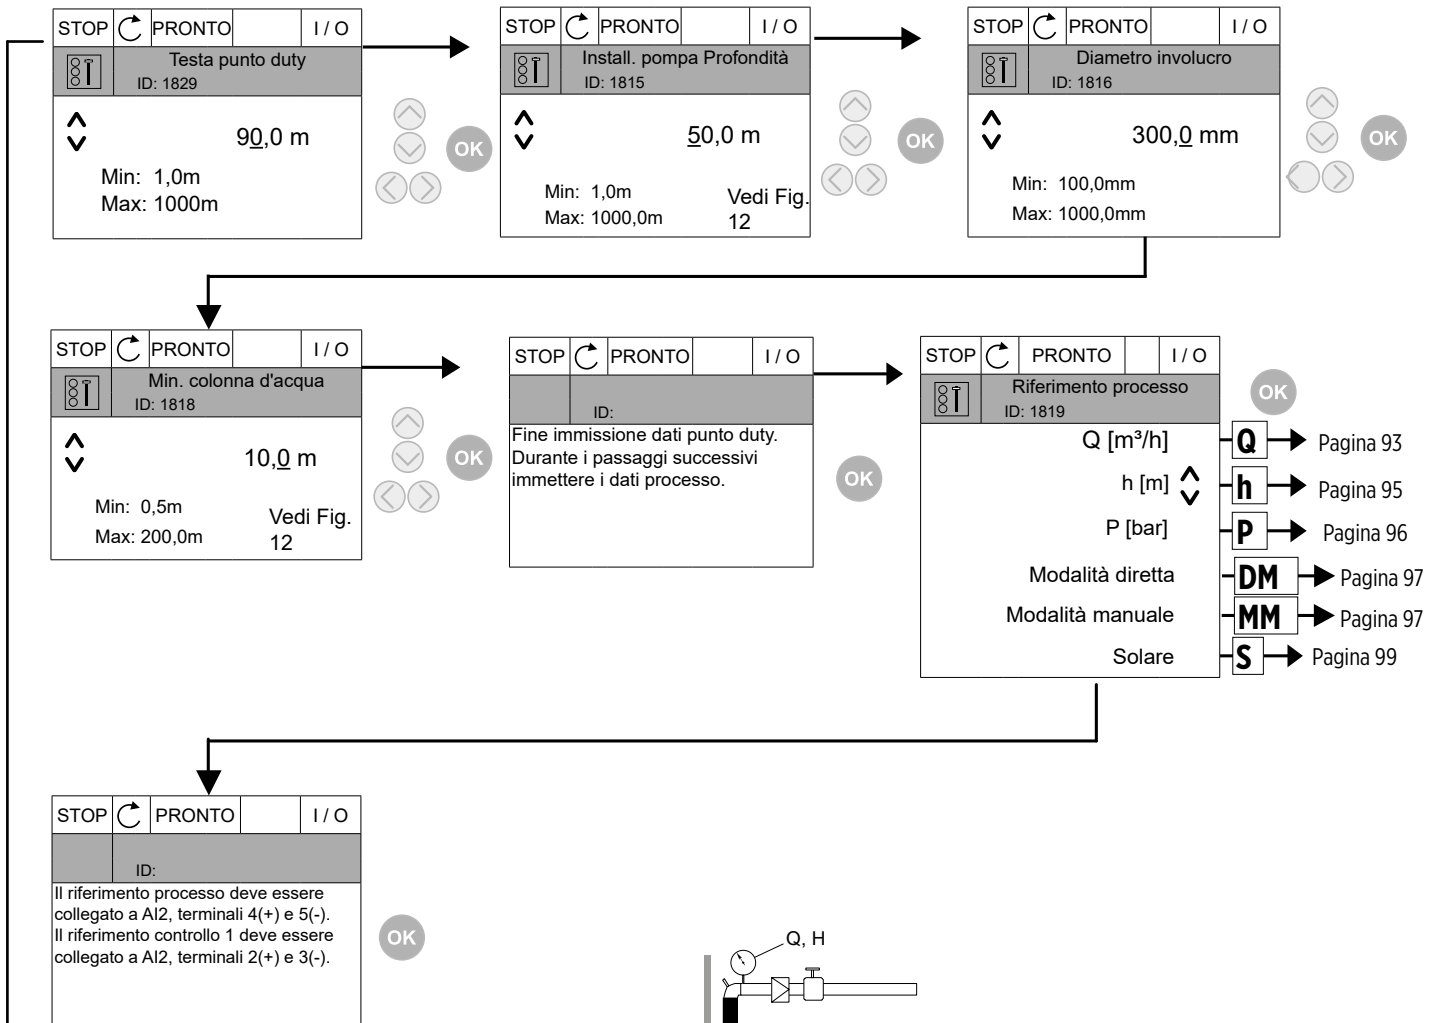 STOP PRONTO I / O
Testa punto duty
ID: 1829
90,0 m
Min: 1,0m
Max: 1000m
OK
STOP PRONTO I / O
Install. pompa Profondità
ID: 1815
50,0 m
Min: 1,0m
Max: 1000,0m
Vedi Fig.
12
OK
STOP PRONTO I / O
Diametro involucro
ID: 1816
300,0 mm
Min: 100,0mm
Max: 1000,0mm
OK
STOP PRONTO I / O
Min. colonna d'acqua
ID: 1818
10,0 m
Min: 0,5m
Max: 200,0m
Vedi Fig.
12
OK
STOP PRONTO I / O
ID:
Fine immissione dati punto duty.
Durante i passaggi successivi
immettere i dati processo.
OK
STOP PRONTO I / O
Riferimento processo
ID: 1819
OK
Q [m³/h] Q Pagina 93
h [m] h Pagina 95
P [bar] P Pagina 96
Modalità diretta DM Pagina 97
Modalità manuale MM Pagina 97
Solare S Pagina 99
STOP PRONTO I / O
ID:
Il riferimento processo deve essere
collegato a AI2, terminali 4(+) e 5(-).
Il riferimento controllo 1 deve essere
collegato a AI2, terminali 2(+) e 3(-).
OK
Q, H